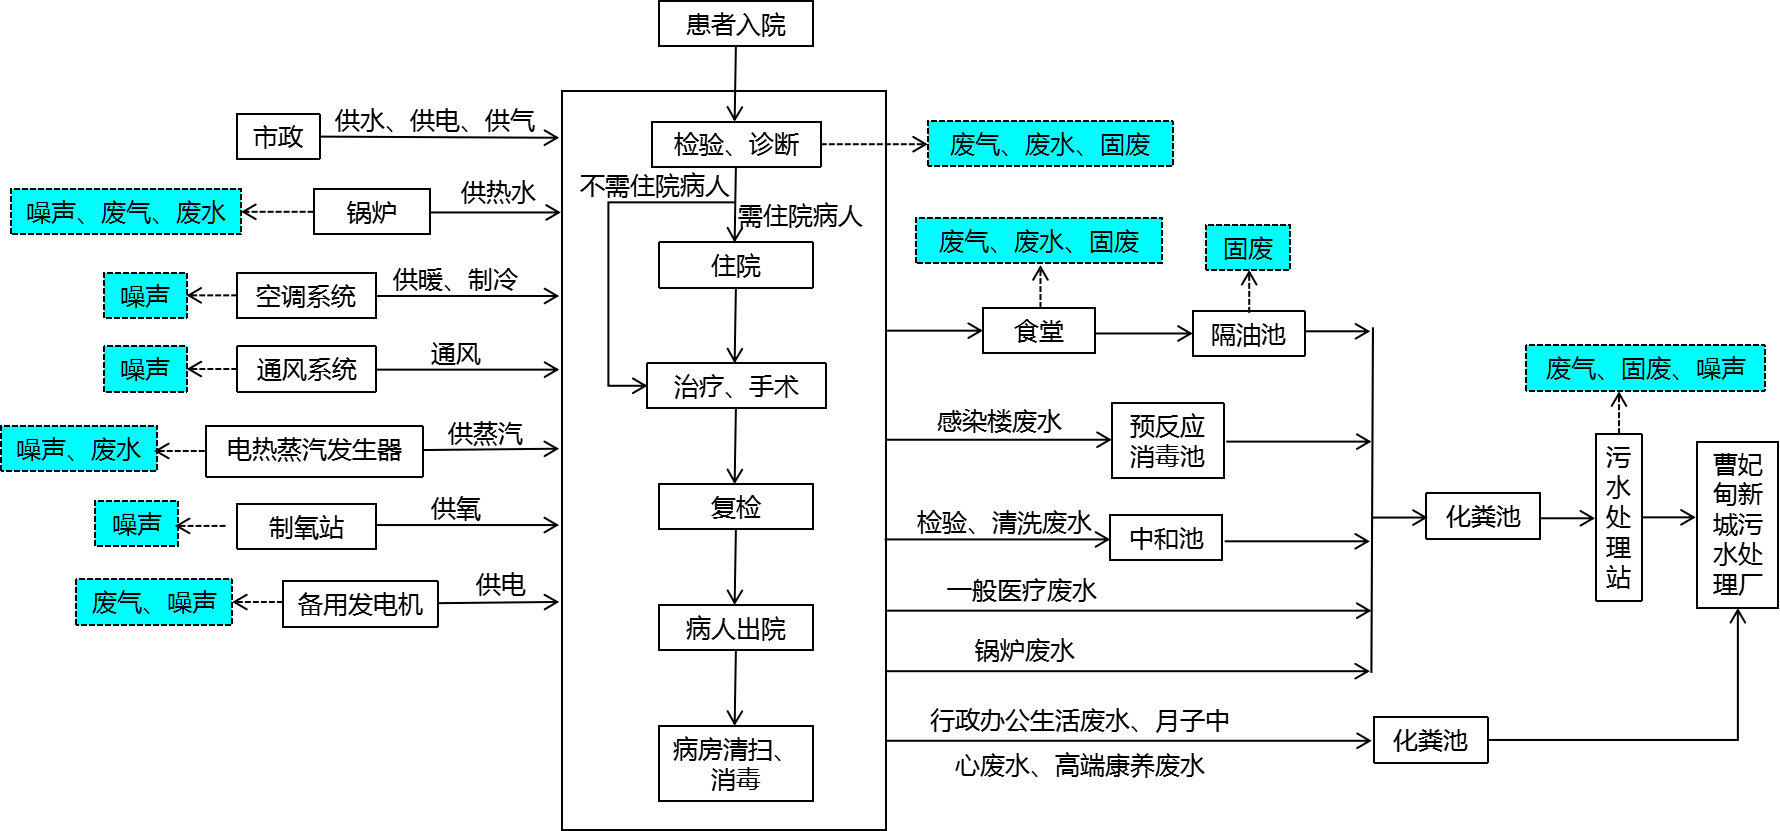 患者入院
市政
供水、供电、供气
检验、诊断
废气、废水、固废
不需住院病人
需住院病人
噪声、废气、废水
锅炉
供热水
住院
废气、废水、固废
固废
噪声
空调系统
供暖、制冷
食堂
隔油池
噪声
通风系统
通风
治疗、手术
废气、固废、噪声
噪声、废水
电热蒸汽发生器
供蒸汽
感染楼废水
预反应
消毒池
噪声
制氧站
供氧
复检
检验、清洗废水
中和池
化粪池
污
水
处
理
站
曹妃
甸新
城污
水处
理厂
废气、噪声
备用发电机
供电
一般医疗废水
病人出院
锅炉废水
病房清扫、
消毒
行政办公生活废水、月子中
心废水、高端康养废水
化粪池